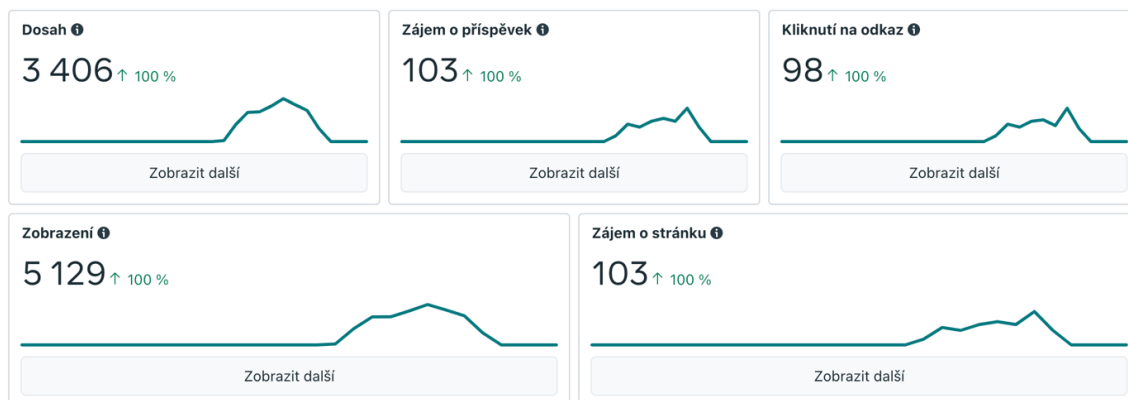 Dosah
3 406 ↑ 100 %
Zobrazit další
Zájem o příspěvek
103 ↑ 100 %
Zobrazit další
Kliknutí na odkaz
98 ↑ 100 %
Zobrazit další
Zobrazení
5 129 ↑ 100 %
Zobrazit další
Zájem o stránku
103 ↑ 100 %
Zobrazit další